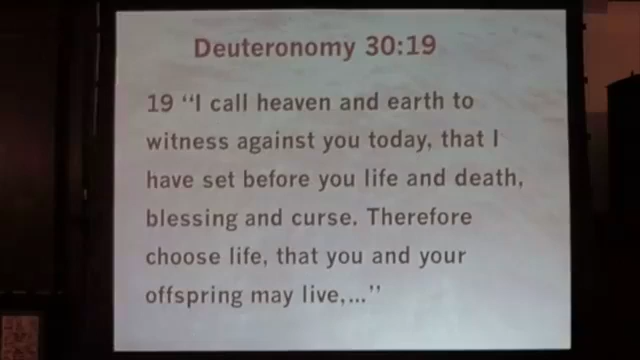 Deuteronomy 30:19
19 “I call heaven and earth to
witness against you today, that I
have set before you life and death,
blessing and curse. Therefore
choose life, that you and your
offspring may live,...”